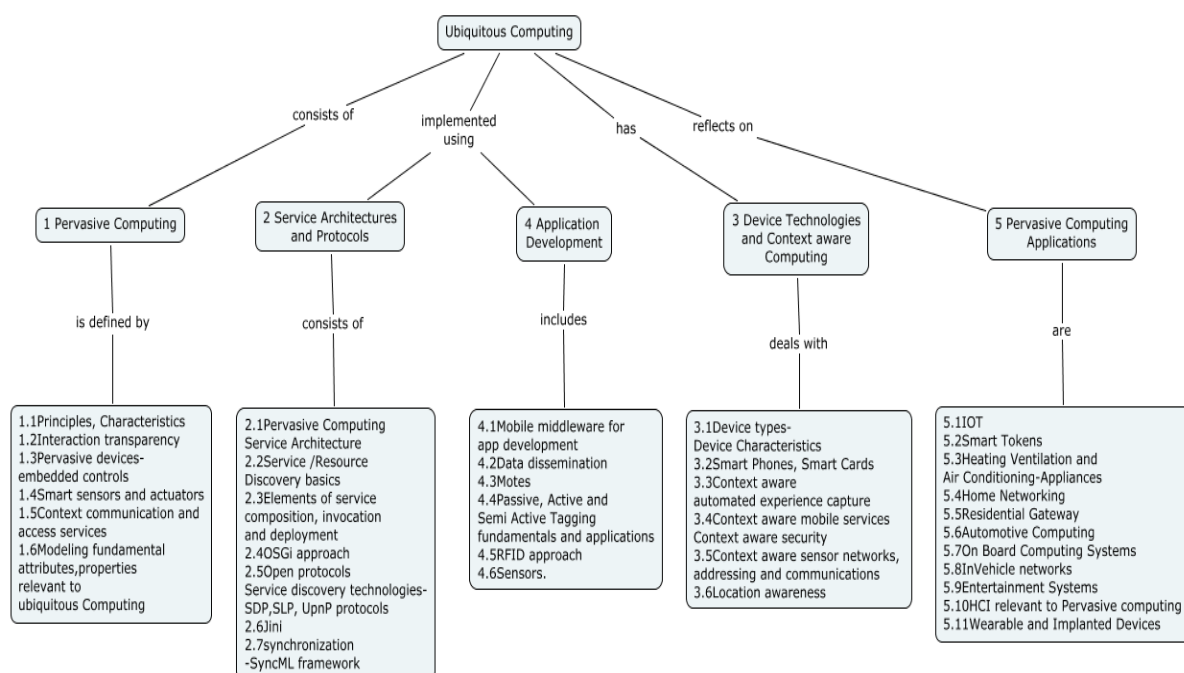 Ubiquitous Computing
consists of
implemented
using
has
reflects on
1 Pervasive Computing
2 Service Architectures
and Protocols
4 Application
Development
3 Device Technologies
and Context aware
Computing
5 Pervasive Computing
Applications
is defined by
consists of
includes
deals with
are
1.1Principles, Characteristics
1.2Interaction transparency
1.3Pervasive devices-
embedded controls
1.4Smart sensors and actuators
1.5Context communication and
access services
1.6Modeling fundamental
attributes,properties
relevant to
ubiquitous Computing
2.1Pervasive Computing
Service Architecture
2.2Service /Resource
Discovery basics
2.3Elements of service
composition, invocation
and deployment
2.4OSGi approach
2.5Open protocols
Service discovery technologies-
SDP,SLP, UpnP protocols
2.6Jini
2.7synchronization
-SyncML framework
4.1Mobile middleware for
app development
4.2Data dissemination
4.3Motes
4.4Passive, Active and
Semi Active Tagging
fundamentals and applications
4.5RFID approach
4.6Sensors.
3.1Device types-
Device Characteristics
3.2Smart Phones, Smart Cards
3.3Context aware
automated experience capture
3.4Context aware mobile services
Context aware security
3.5Context aware sensor networks,
addressing and communications
3.6Location awareness
5.1IOT
5.2Smart Tokens
5.3Heating Ventilation and
Air Conditioning-Appliances
5.4Home Networking
5.5Residential Gateway
5.6Automotive Computing
5.7On Board Computing Systems
5.8InVehicle networks
5.9Entertainment Systems
5.10HCI relevant to Pervasive computing
5.11Wearable and Implanted Devices